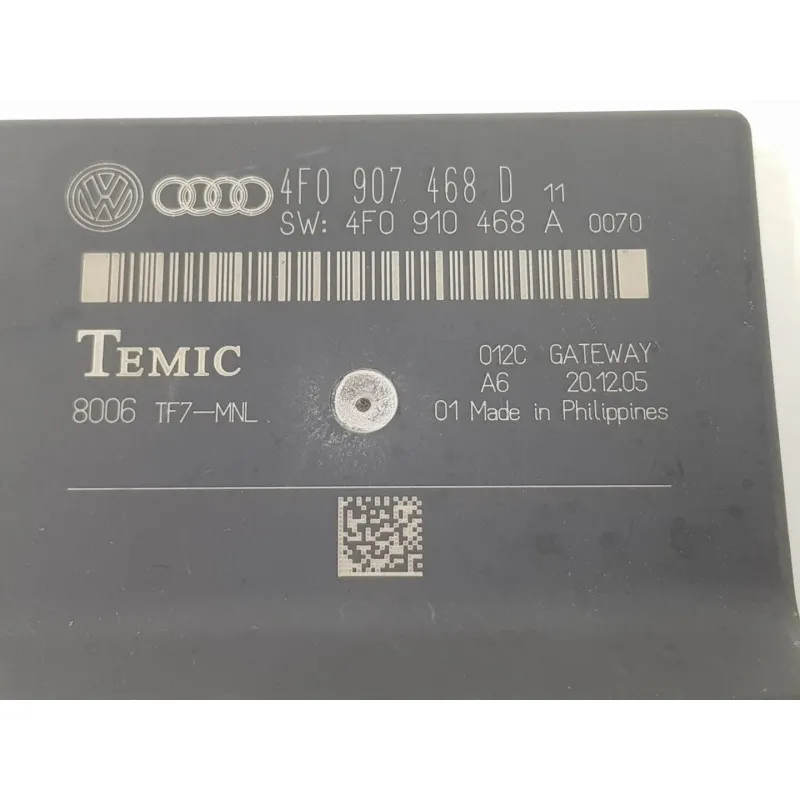 VW 4F0 907 468 D 11
SW: 4F0 910 468 A 0070
TEMIC 012C GATEWAY
A6 20.12.05
8006 TF7-MNL 01 Made in Philippines